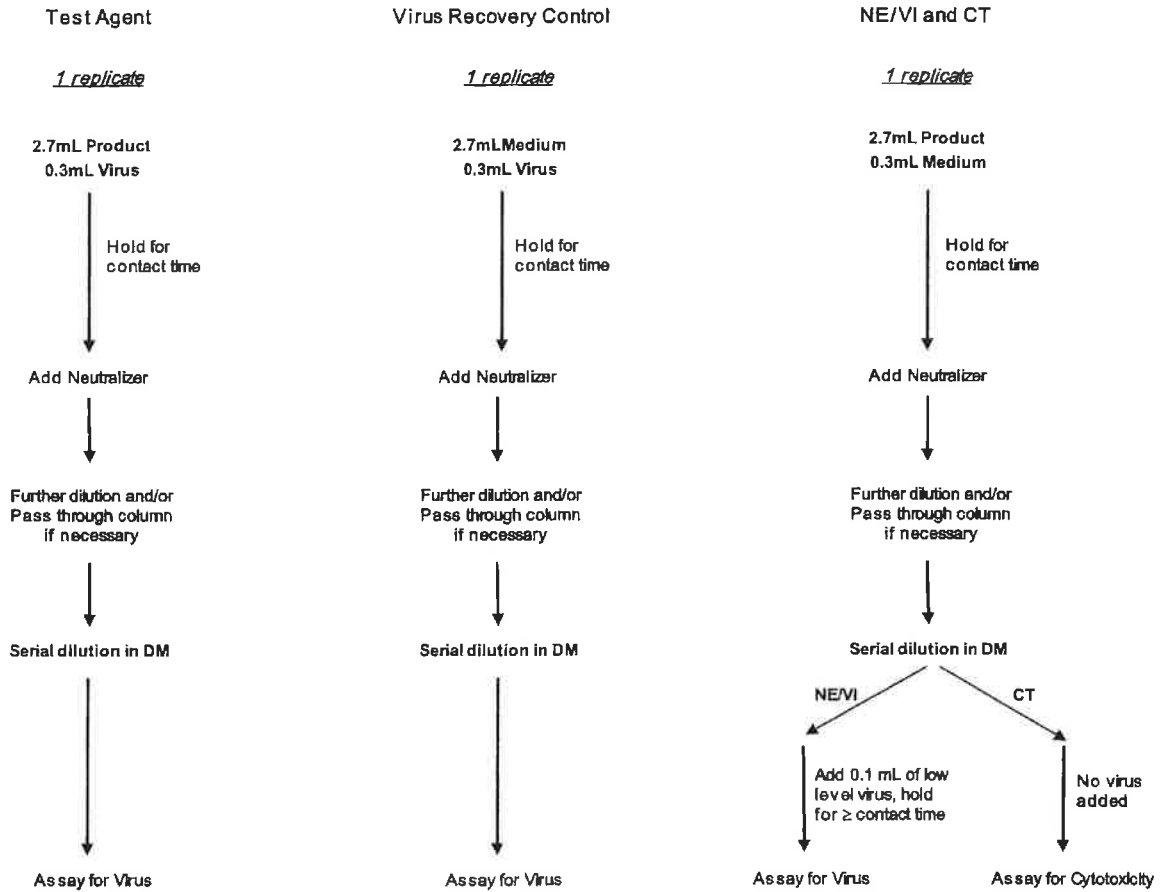 Test Agent
1 replicate
2.7mL Product
0.3mL Virus
Hold for
contact time
Add Neutralizer
Further dilution and/or
Pass through column
if necessary
Serial dilution in DM
Assay for Virus
Virus Recovery Control
1 replicate
2.7mLMedium
0.3mL Virus
Hold for
contact time
Add Neutralizer
Further dilution and/or
Pass through column
if necessary
Serial dilution in DM
Assay for Virus
NE/VI and CT
1 replicate
2.7mL Product
0.3mL Medium
Hold for
contact time
Add Neutralizer
Further dilution and/or
Pass through column
if necessary
Serial dilution in DM
NE/VI
CT
Add 0.1 mL of low
level virus, hold
for ≥ contact time
No virus
added
Assay for Virus
Assay for Cytotoxicity